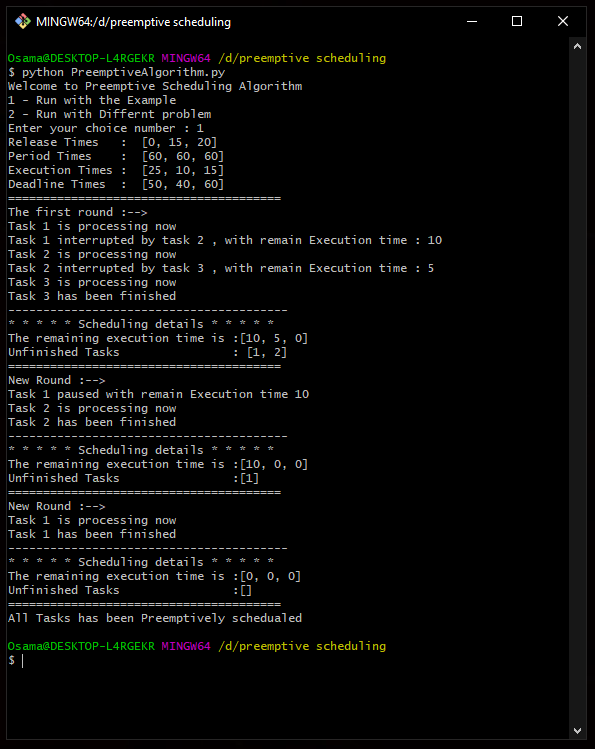 MINGW64:/d/preemptive scheduling
Osama@DESKTOP-L4RGEKR MINGW64 /d/preemptive scheduling
$ python PreemptiveAlgorithm.py
Welcome to Preemptive Scheduling Algorithm
1 - Run with the Example
2 - Run with Differnt problem
Enter your choice number : 1
Release Times   :  [0, 15, 20]
Period Times    :  [60, 60, 60]
Execution Times :  [25, 10, 15]
Deadline Times  :  [50, 40, 60]
=======================================
The first round :-->
Task 1 is processing now
Task 1 interrupted by task 2 , with remain Execution time : 10
Task 2 is processing now
Task 2 interrupted by task 3 , with remain Execution time : 5
Task 3 is processing now
Task 3 has been finished
----------------------------------------
* * * * * Scheduling details * * * * *
The remaining execution time is :[10, 5, 0]
Unfinished Tasks                : [1, 2]
=======================================
New Round :-->
Task 1 paused with remain Execution time 10
Task 2 is processing now
Task 2 has been finished
----------------------------------------
* * * * * Scheduling details * * * * *
The remaining execution time is :[10, 0, 0]
Unfinished Tasks                :[1]
=======================================
New Round :-->
Task 1 is processing now
Task 1 has been finished
----------------------------------------
* * * * * Scheduling details * * * * *
The remaining execution time is :[0, 0, 0]
Unfinished Tasks                :[]
=======================================
All Tasks has been Preemptively schedualed
Osama@DESKTOP-L4RGEKR MINGW64 /d/preemptive scheduling
$